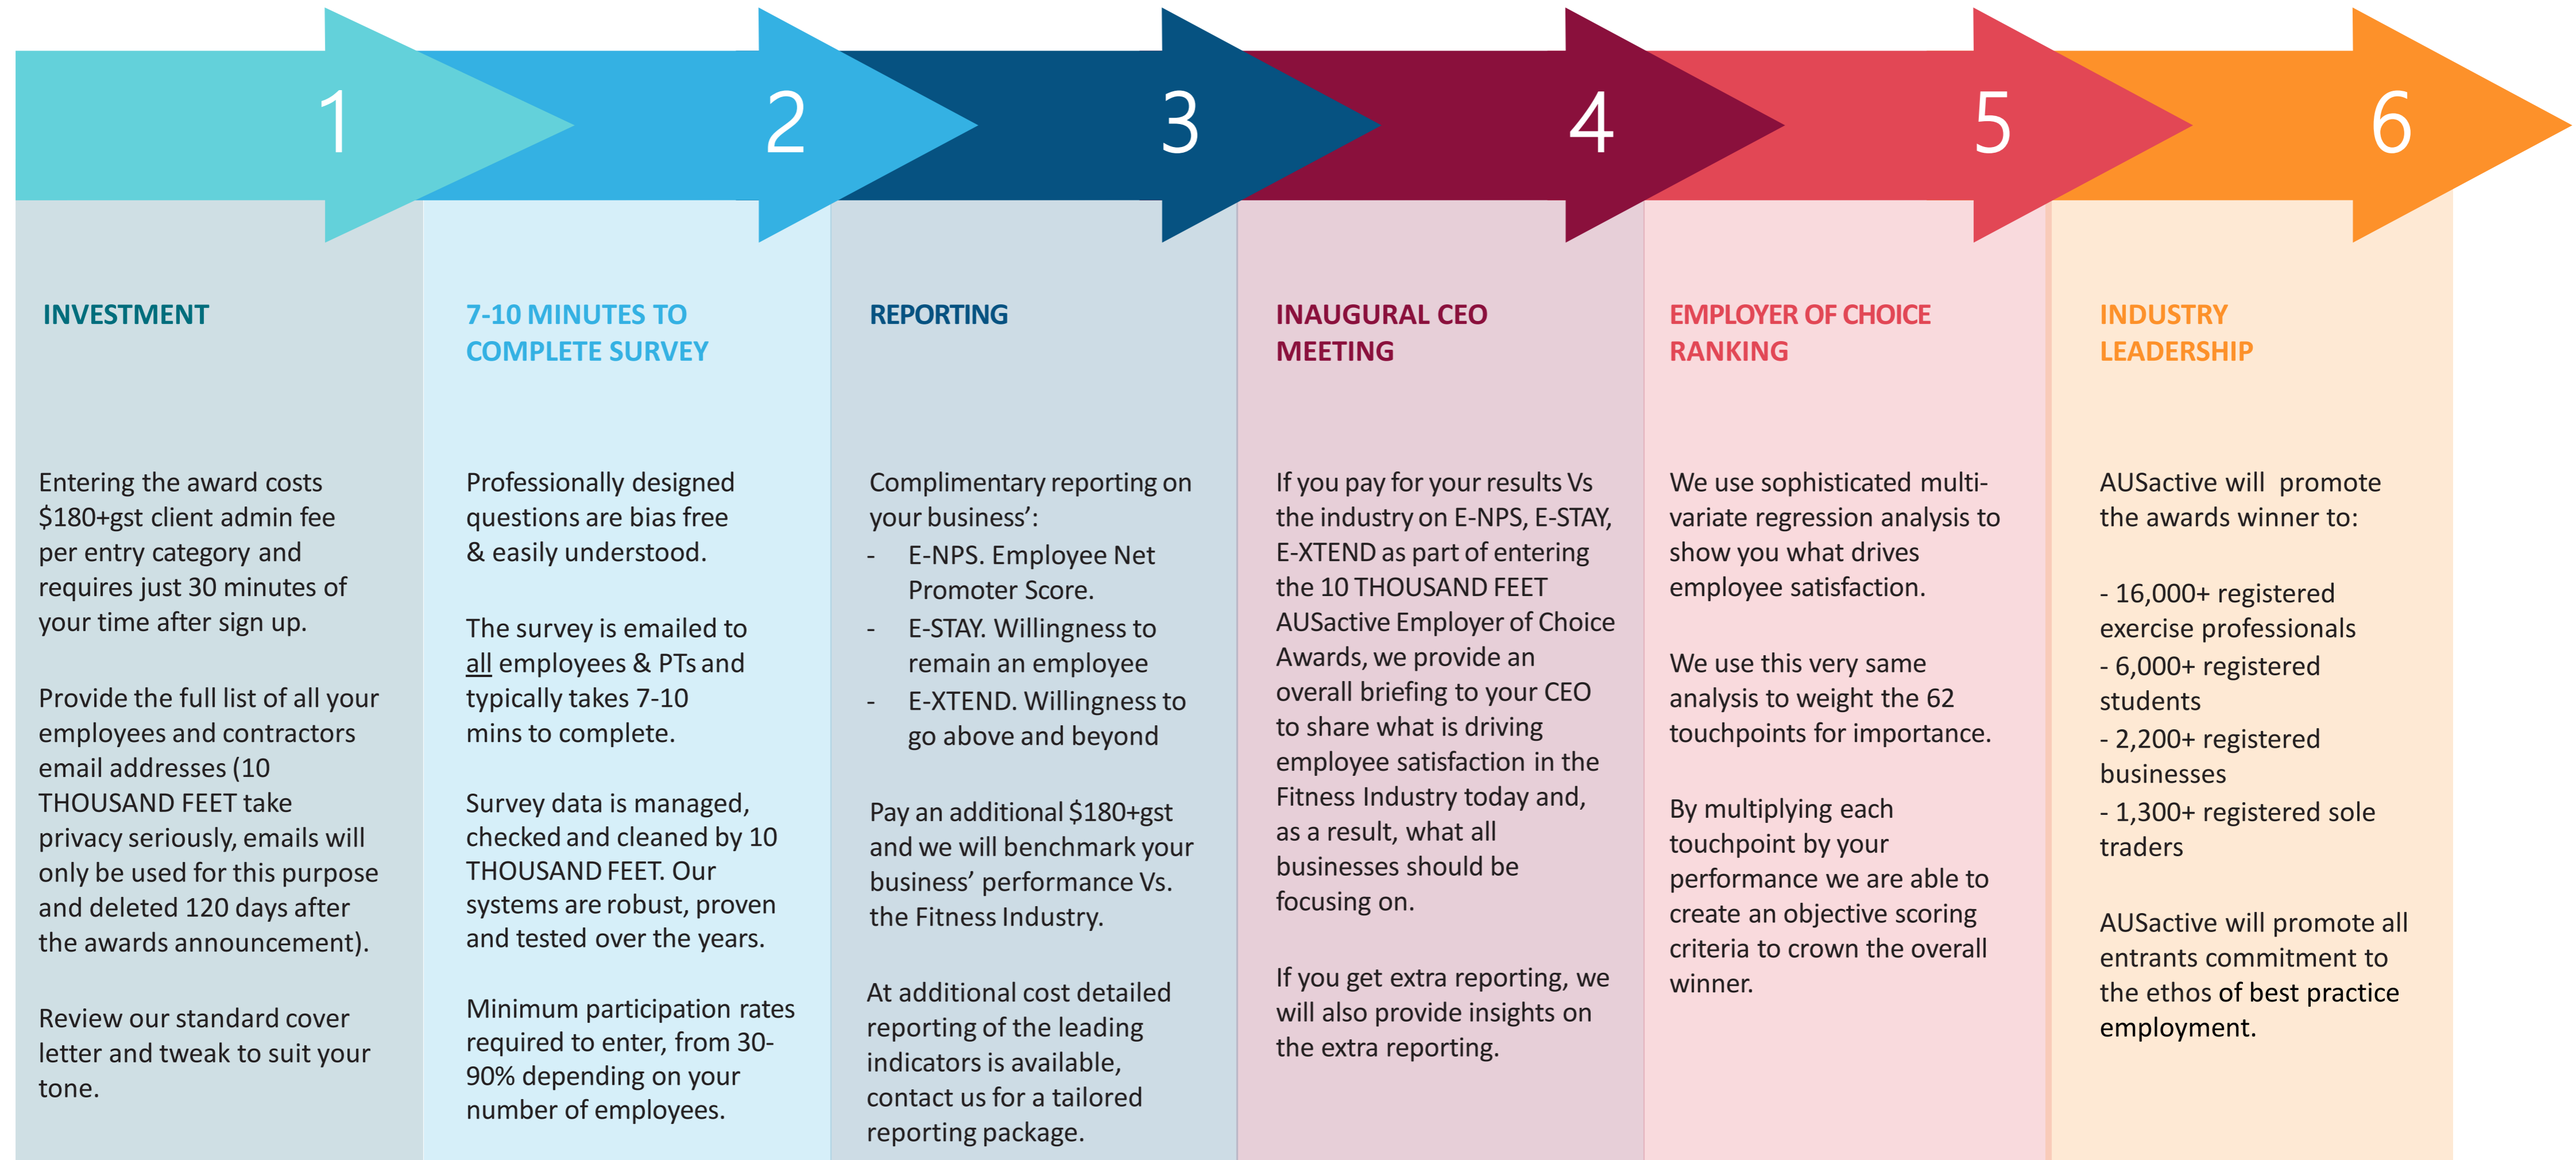 1
2
3
4
5
6
INVESTMENT
Entering the award costs
$180+gst client admin fee
per entry category and
requires just 30 minutes of
your time after sign up.
Provide the full list of all your
employees and contractors
email addresses (10
THOUSAND FEET take
privacy seriously, emails will
only be used for this purpose
and deleted 120 days after
the awards announcement).
Review our standard cover
letter and tweak to suit your
tone.
7-10 MINUTES TO
COMPLETE SURVEY
Professionally designed
questions are bias free
& easily understood.
The survey is emailed to
all employees & PTs and
typically takes 7-10
mins to complete.
Survey data is managed,
checked and cleaned by 10
THOUSAND FEET. Our
systems are robust, proven
and tested over the years.
Minimum participation rates
required to enter, from 30-
90% depending on your
number of employees.
REPORTING
Complimentary reporting on
your business’:
- E-NPS. Employee Net
Promoter Score.
- E-STAY. Willingness to
remain an employee
- E-XTEND. Willingness to
go above and beyond
Pay an additional $180+gst
and we will benchmark your
business’ performance Vs.
the Fitness Industry.
At additional cost detailed
reporting of the leading
indicators is available,
contact us for a tailored
reporting package.
INAUGURAL CEO
MEETING
If you pay for your results Vs
the industry on E-NPS, E-STAY,
E-XTEND as part of entering
the 10 THOUSAND FEET
AUSactive Employer of Choice
Awards, we provide an
overall briefing to your CEO
to share what is driving
employee satisfaction in the
Fitness Industry today and,
as a result, what all
businesses should be
focusing on.
If you get extra reporting, we
will also provide insights on
the extra reporting.
EMPLOYER OF CHOICE
RANKING
We use sophisticated multi-
variate regression analysis to
show you what drives
employee satisfaction.
We use this very same
analysis to weight the 62
touchpoints for importance.
By multiplying each
touchpoint by your
performance we are able to
create an objective scoring
criteria to crown the overall
winner.
INDUSTRY
LEADERSHIP
AUSactive will promote
the awards winner to:
- 16,000+ registered
exercise professionals
- 6,000+ registered
students
- 2,200+ registered
businesses
- 1,300+ registered sole
traders
AUSactive will promote all
entrants commitment to
the ethos of best practice
employment.